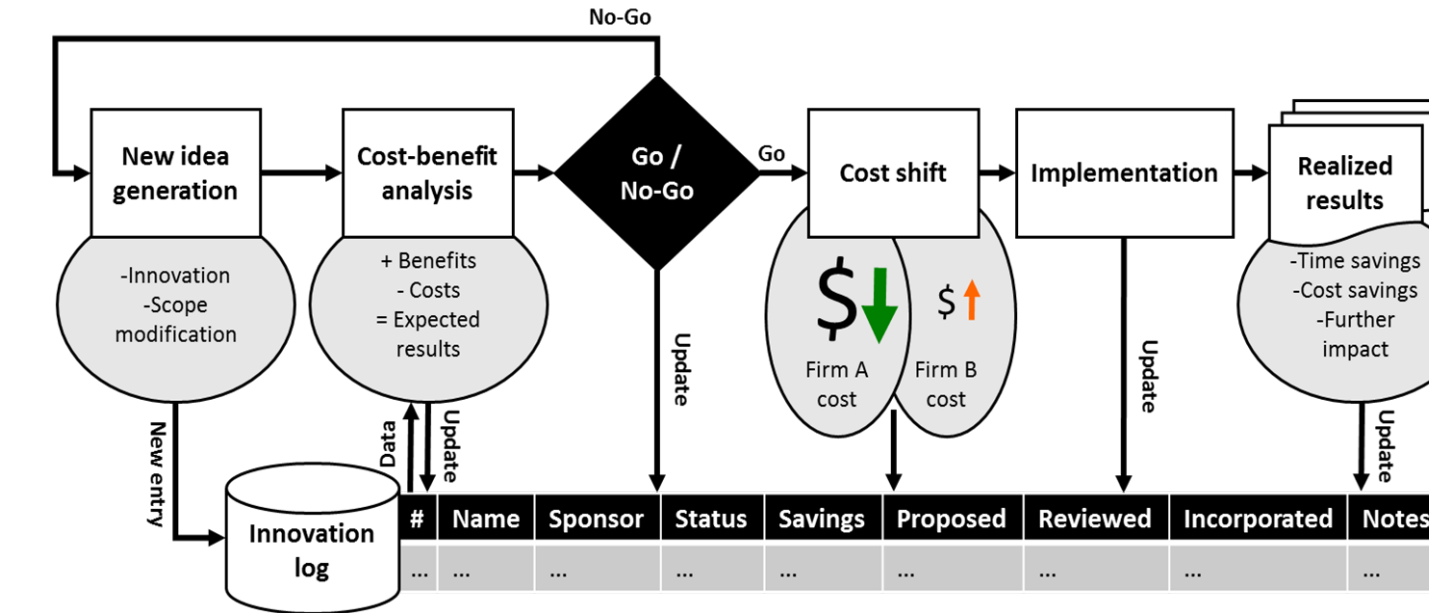 No-Go
New idea
generation
Cost-benefit
analysis
Go /
No-Go
Go
Cost shift
Implementation
Realized
results
-Innovation
-Scope
modification
+ Benefits
- Costs
= Expected
results
$
$
Firm A
cost
Firm B
cost
-Time savings
-Cost savings
-Further
impact
New entry
Data
Update
Update
Update
Update
Innovation
log
# Name Sponsor Status Savings Proposed Reviewed Incorporated Notes
... ... ... ... ... ... ... ... ...